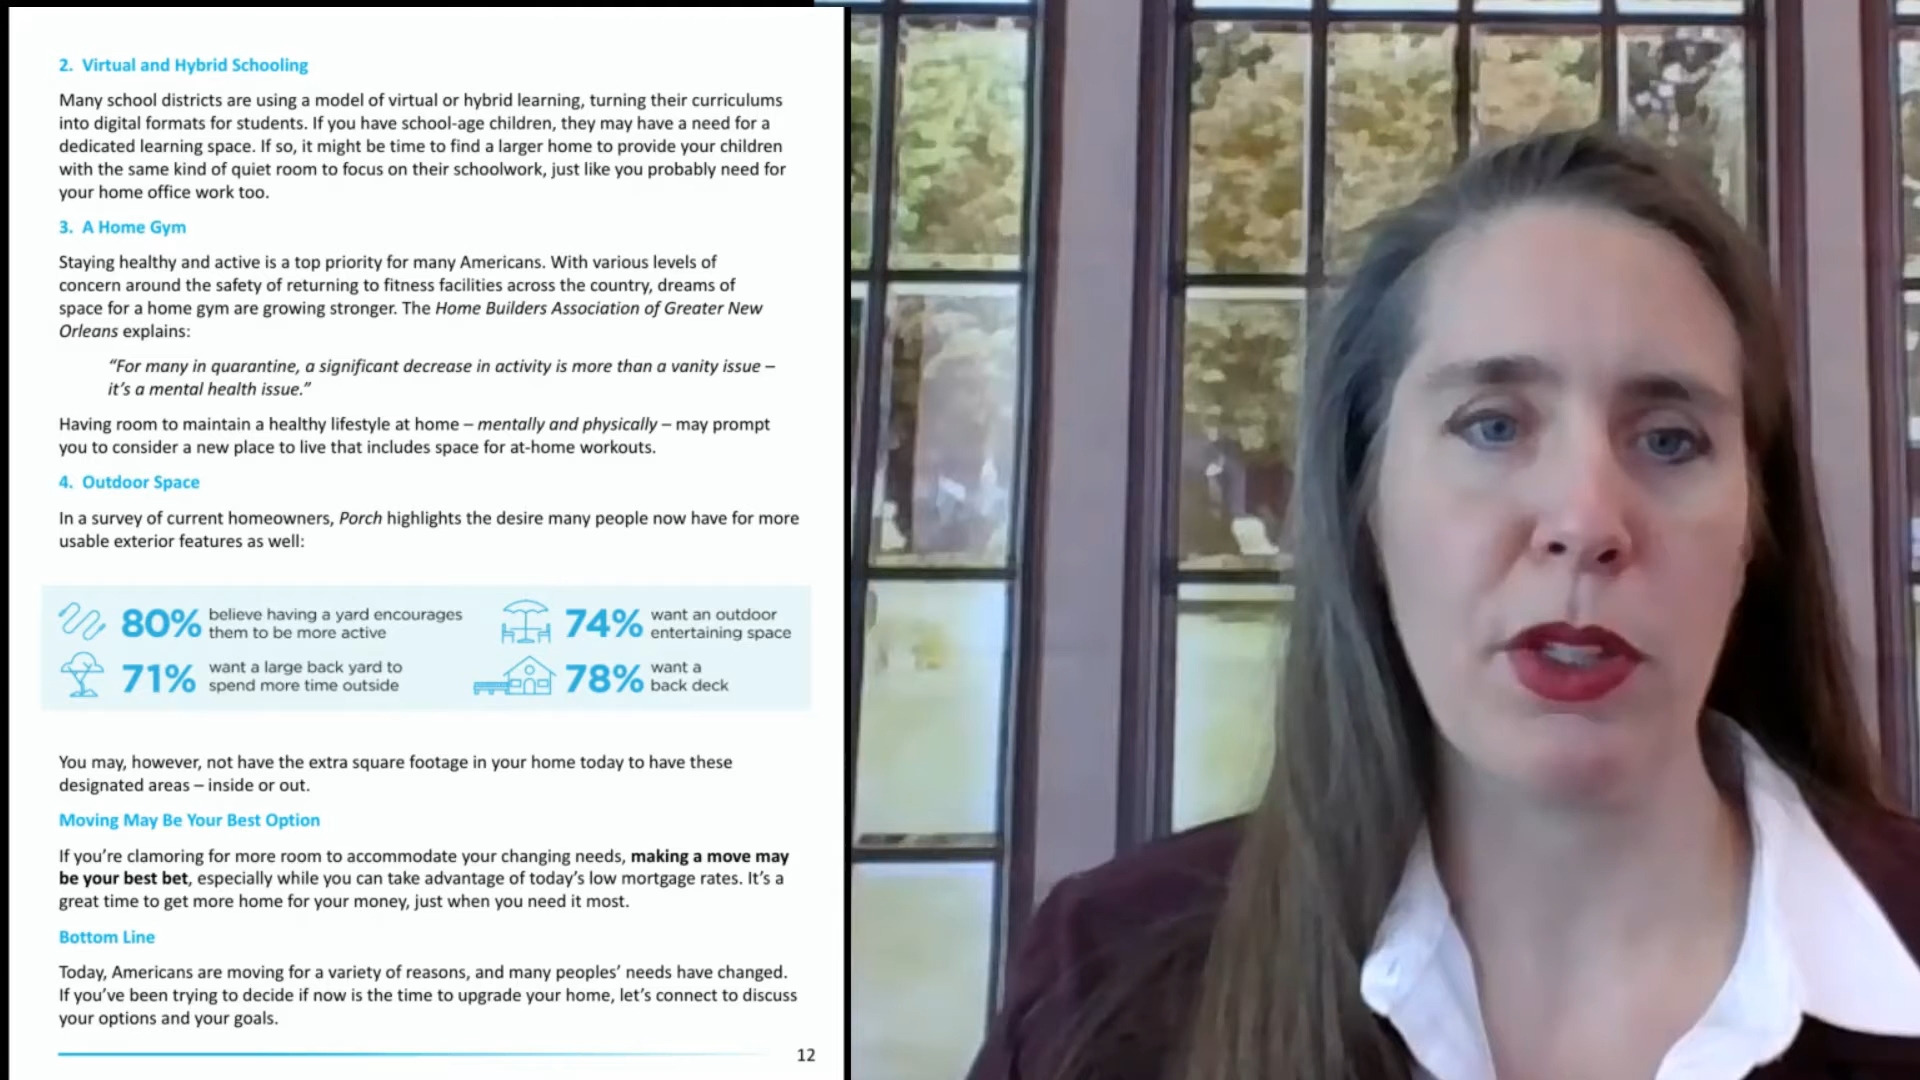 2. Virtual and Hybrid Schooling
Many school districts are using a model of virtual or hybrid learning, turning their curriculums
into digital formats for students. If you have school-age children, they may have a need for a
dedicated learning space. If so, it might be time to find a larger home to provide your children
with the same kind of quiet room to focus on their schoolwork, just like you probably need for
your home office work too.
3. A Home Gym
Staying healthy and active is a top priority for many Americans. With various levels of
concern around the safety of returning to fitness facilities across the country, dreams of
space for a home gym are growing stronger. The Home Builders Association of Greater New
Orleans explains:
“For many in quarantine, a significant decrease in activity is more than a vanity issue –
it’s a mental health issue.”
Having room to maintain a healthy lifestyle at home – mentally and physically – may prompt
you to consider a new place to live that includes space for at-home workouts.
4. Outdoor Space
In a survey of current homeowners, Porch highlights the desire many people now have for more
usable exterior features as well:
80% believe having a yard encourages
them to be more active
74% want an outdoor
entertaining space
71% want a large back yard to
spend more time outside
78% want a
back deck
You may, however, not have the extra square footage in your home today to have these
designated areas – inside or out.
Moving May Be Your Best Option
If you’re clamoring for more room to accommodate your changing needs, making a move may
be your best bet, especially while you can take advantage of today’s low mortgage rates. It’s a
great time to get more home for your money, just when you need it most.
Bottom Line
Today, Americans are moving for a variety of reasons, and many peoples’ needs have changed.
If you’ve been trying to decide if now is the time to upgrade your home, let’s connect to discuss
your options and your goals.
12